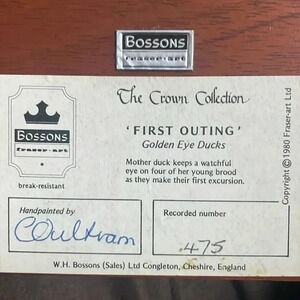 BOSSONS
fraser-art
The Crown Collection
BOSSONS
fraser-art
break-resistant
'FIRST OUTING'
Golden Eye Ducks
Mother duck keeps a watchful
eye on four of her young brood
as they make their first excursion.
Copyright © 1980 Fraser-art Ltd
Handpainted by
Recorded number
475
W.H. Bossons (Sales) Ltd Congleton, Cheshire, England